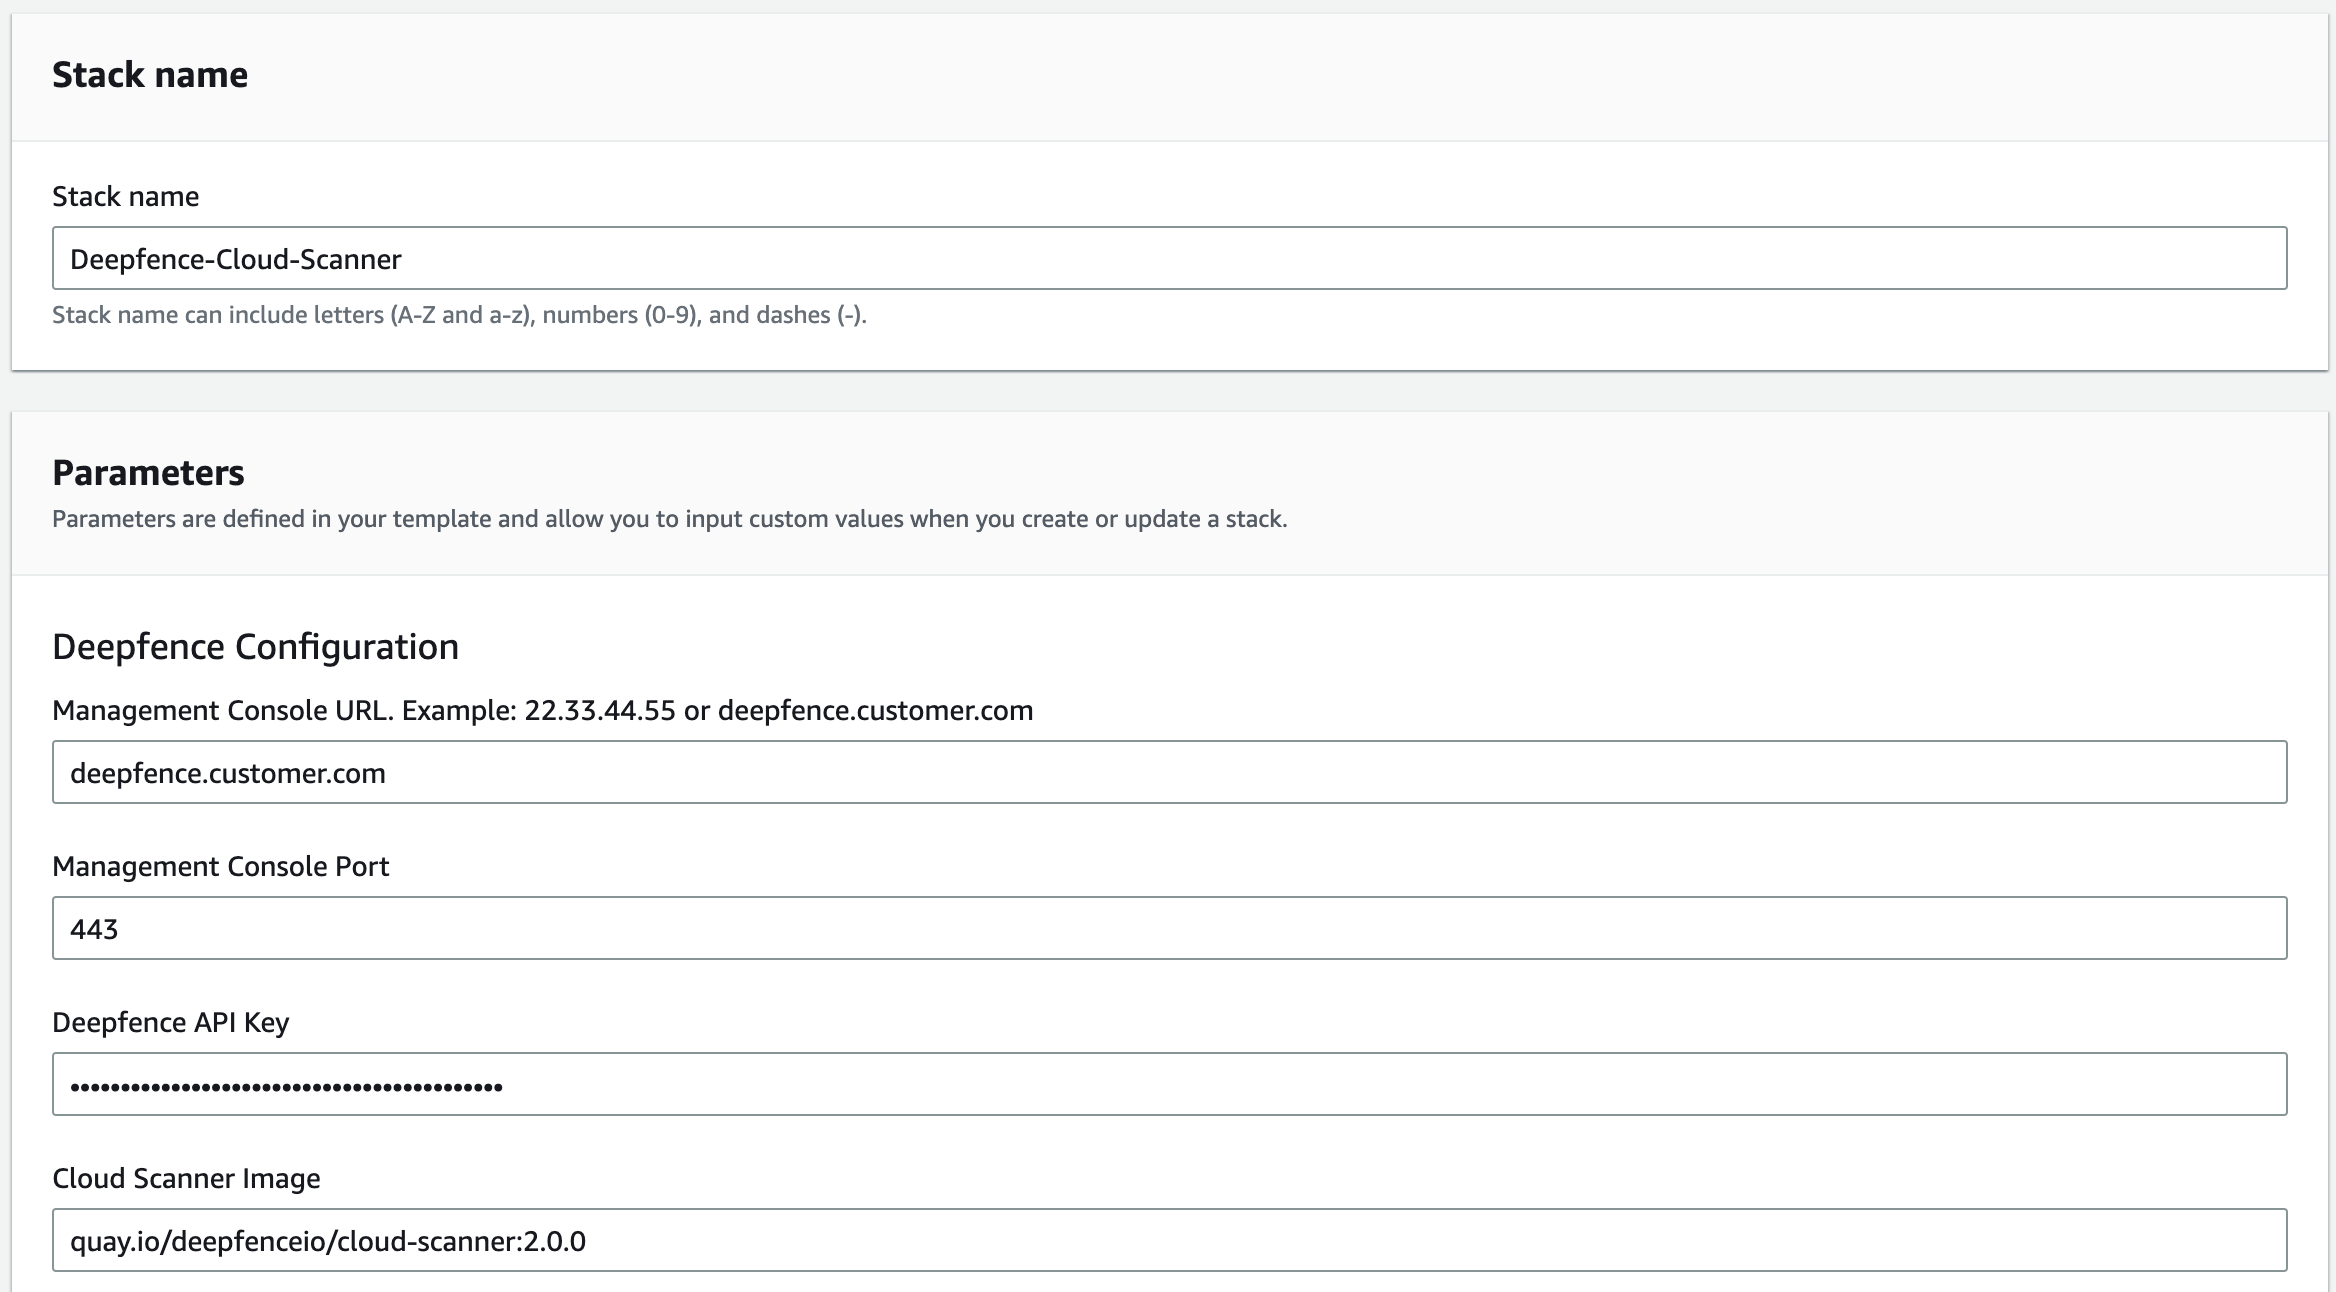 Stack name
Stack name
Deepfence-Cloud-Scanner
Stack name can include letters (A-Z and a-z), numbers (0-9), and dashes (-).
Parameters
Parameters are defined in your template and allow you to input custom values when you create or update a stack.
Deepfence Configuration
Management Console URL. Example: 22.33.44.55 or deepfence.customer.com
deepfence.customer.com
Management Console Port
443
Deepfence API Key
•••••••••••••••••••••••••••••••••••••••••••
Cloud Scanner Image
quay.io/deepfenceio/cloud-scanner:2.0.0